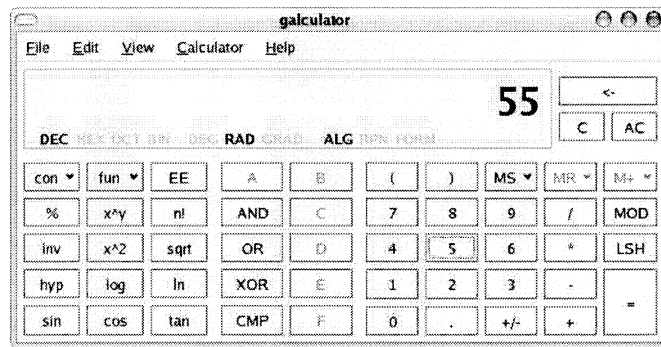 galculator
File Edit View Calculator Help
55
<-
DEC HEX OCT BIN DEG RAD GRAD ALG RPN FORM
C AC
con fun EE A B ( ) MS MR M+
% x^y n! AND C 7 8 9 / MOD
inv x^2 sqrt OR D 4 5 6 * LSH
hyp log ln XOR E 1 2 3 -
=
sin cos tan CMP F 0 . +/- +